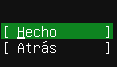 [ Hecho ]
[ Atrás ]